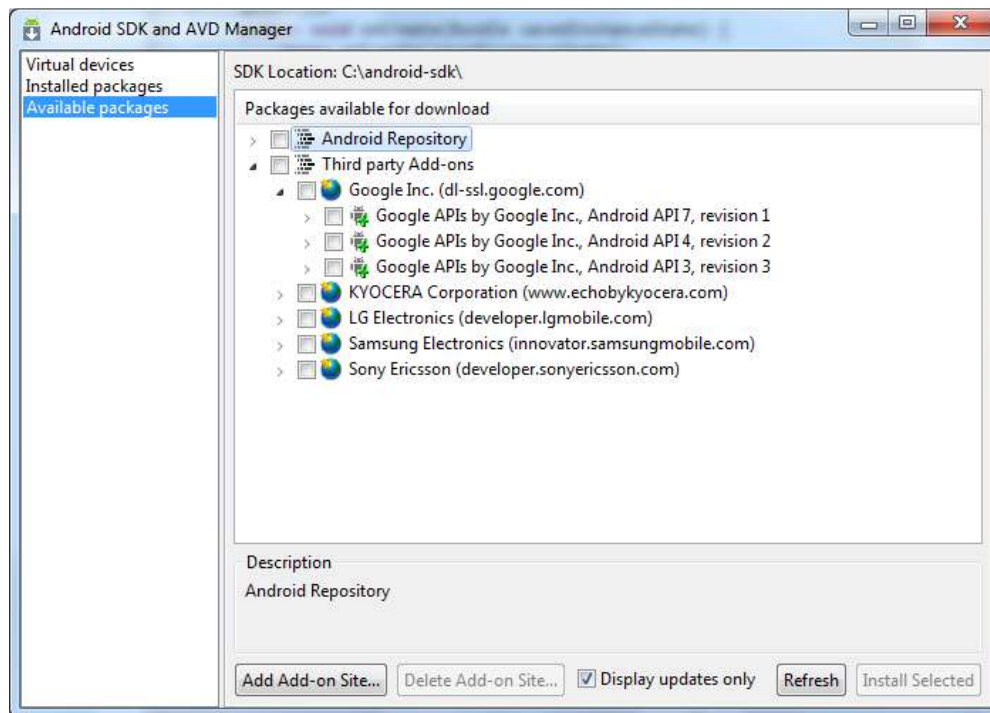 Android SDK and AVD Manager
Virtual devices
Installed packages
Available packages
SDK Location: C:\android-sdk\
Packages available for download
Android Repository
Third party Add-ons
Google Inc. (dl-ssl.google.com)
Google APIs by Google Inc., Android API 7, revision 1
Google APIs by Google Inc., Android API 4, revision 2
Google APIs by Google Inc., Android API 3, revision 3
KYOCERA Corporation (www.echobykyocera.com)
LG Electronics (developer.lgmobile.com)
Samsung Electronics (innovator.samsungmobile.com)
Sony Ericsson (developer.sonyericsson.com)
Description
Android Repository
Add Add-on Site... Delete Add-on Site... Display updates only Refresh Install Selected